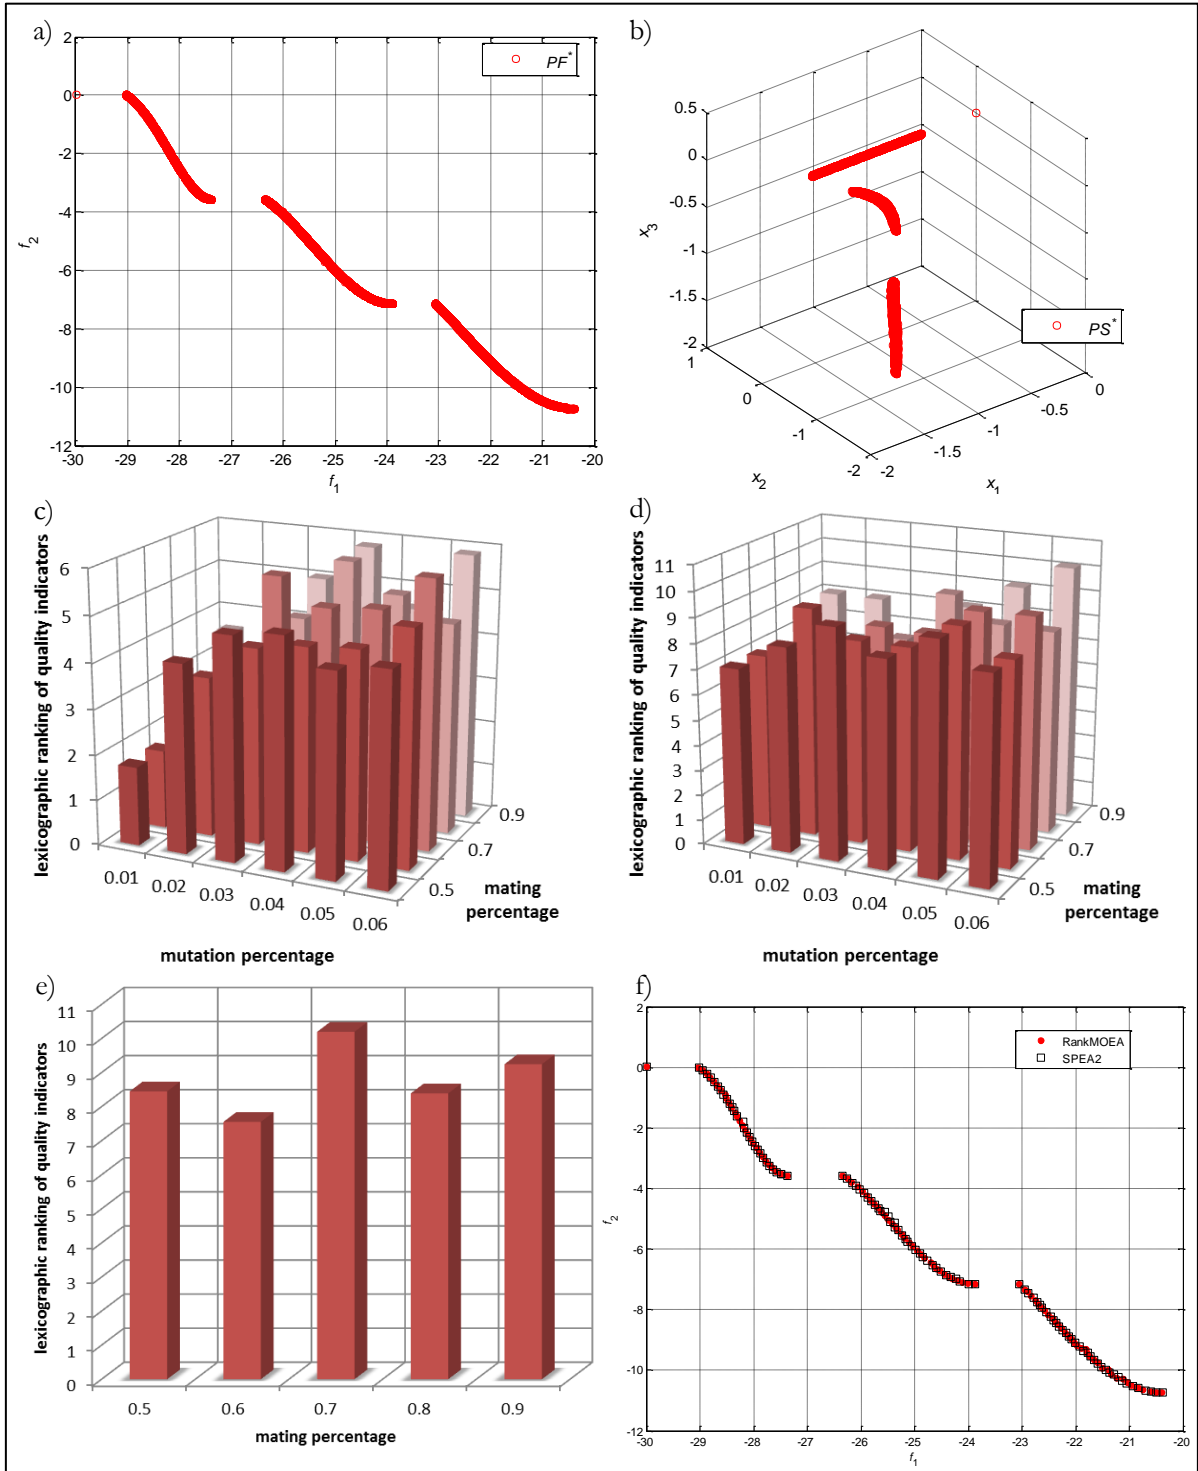 a)
2
0
-2
-4
-6
-8
-10
-12
f2
-30 -29 -28 -27 -26 -25 -24 -23 -22 -21 -20
f1
PF*
b)
0.5
0
-0.5
-1
-1.5
-2
x3
1
0
-1
-2
x2
-2
-1.5
-1
-0.5
0
x1
PS*
c)
lexicographic ranking of quality indicators
6
5
4
3
2
1
0
0.01 0.02 0.03 0.04 0.05 0.06
mutation percentage
0.9
0.7
0.5
mating
percentage
d)
lexicographic ranking of quality indicators
11
10
9
8
7
6
5
4
3
2
1
0
0.01 0.02 0.03 0.04 0.05 0.06
mutation percentage
0.9
0.7
0.5
mating
percentage
e)
lexicographic ranking of quality indicators
11
10
9
8
7
6
5
4
3
2
1
0
0.5 0.6 0.7 0.8 0.9
mating percentage
f)
2
0
-2
-4
-6
-8
-10
-12
f2
-30 -29 -28 -27 -26 -25 -24 -23 -22 -21 -20
f1
RankMOEA
SPEA2